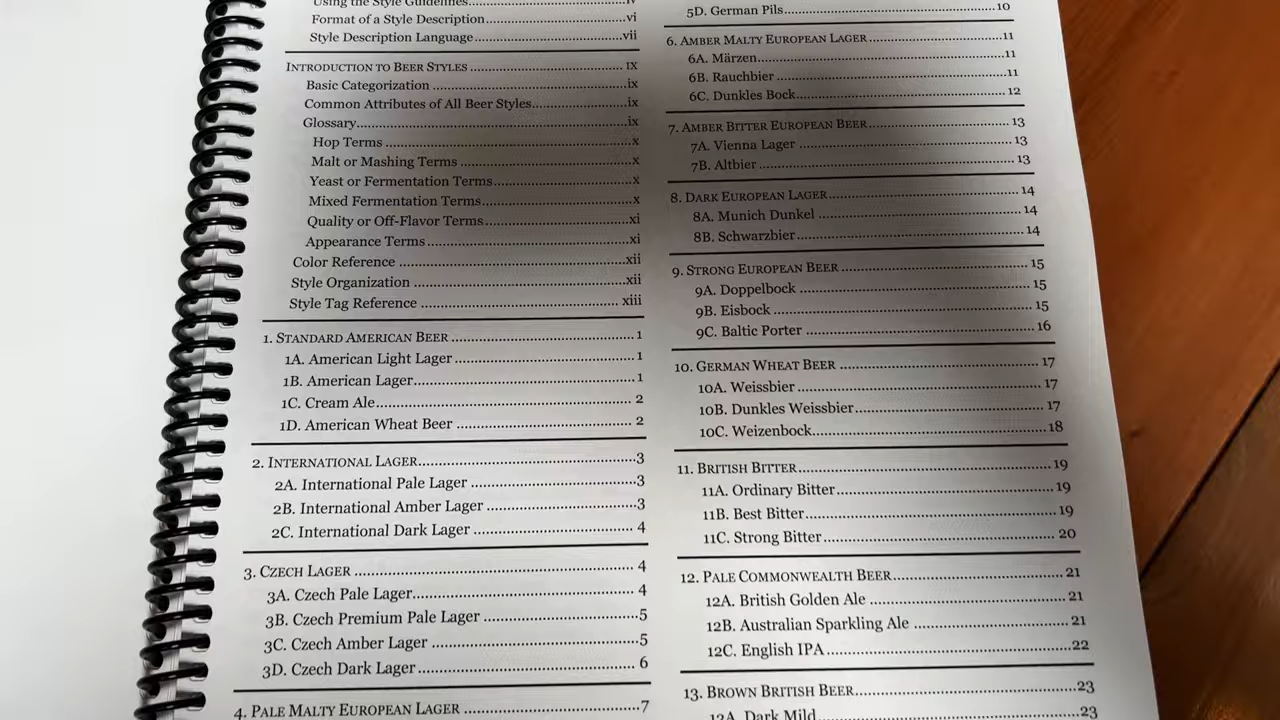 Using the Style Guidelines................................iv
Format of a Style Description................................vi
Style Description Language................................vii
INTRODUCTION TO BEER STYLES ................................ IX
Basic Categorization ................................ix
Common Attributes of All Beer Styles................................ix
Glossary................................ix
Hop Terms ................................x
Malt or Mashing Terms ................................x
Yeast or Fermentation Terms................................x
Mixed Fermentation Terms................................x
Quality or Off-Flavor Terms................................xi
Appearance Terms ................................xi
Color Reference ................................xii
Style Organization ................................xii
Style Tag Reference ................................ xiii
1. STANDARD AMERICAN BEER ................................1
1A. American Light Lager ................................1
1B. American Lager................................1
1C. Cream Ale................................ 2
1D. American Wheat Beer ................................ 2
2. INTERNATIONAL LAGER................................3
2A. International Pale Lager ................................3
2B. International Amber Lager ................................3
2C. International Dark Lager ................................ 4
3. CZECH LAGER ................................ 4
3A. Czech Pale Lager................................ 4
3B. Czech Premium Pale Lager ................................5
3C. Czech Amber Lager ................................5
3D. Czech Dark Lager ................................ 6
4. PALE MALTY EUROPEAN LAGER ................................7
5D. German Pils................................10
6. AMBER MALTY EUROPEAN LAGER ................................11
6A. Märzen................................11
6B. Rauchbier ................................11
6C. Dunkles Bock................................ 12
7. AMBER BITTER EUROPEAN BEER................................ 13
7A. Vienna Lager ................................ 13
7B. Altbier ................................ 13
8. DARK EUROPEAN LAGER................................ 14
8A. Munich Dunkel ................................ 14
8B. Schwarzbier ................................ 14
9. STRONG EUROPEAN BEER ................................ 15
9A. Doppelbock ................................ 15
9B. Eisbock ................................ 15
9C. Baltic Porter ................................ 16
10. GERMAN WHEAT BEER ................................ 17
10A. Weissbier ................................ 17
10B. Dunkles Weissbier................................ 17
10C. Weizenbock................................18
11. BRITISH BITTER ................................ 19
11A. Ordinary Bitter................................ 19
11B. Best Bitter................................ 19
11C. Strong Bitter ................................ 20
12. PALE COMMONWEALTH BEER................................ 21
12A. British Golden Ale ................................ 21
12B. Australian Sparkling Ale ................................ 21
12C. English IPA................................22
13. BROWN BRITISH BEER................................23
13A. Dark Mild................................23